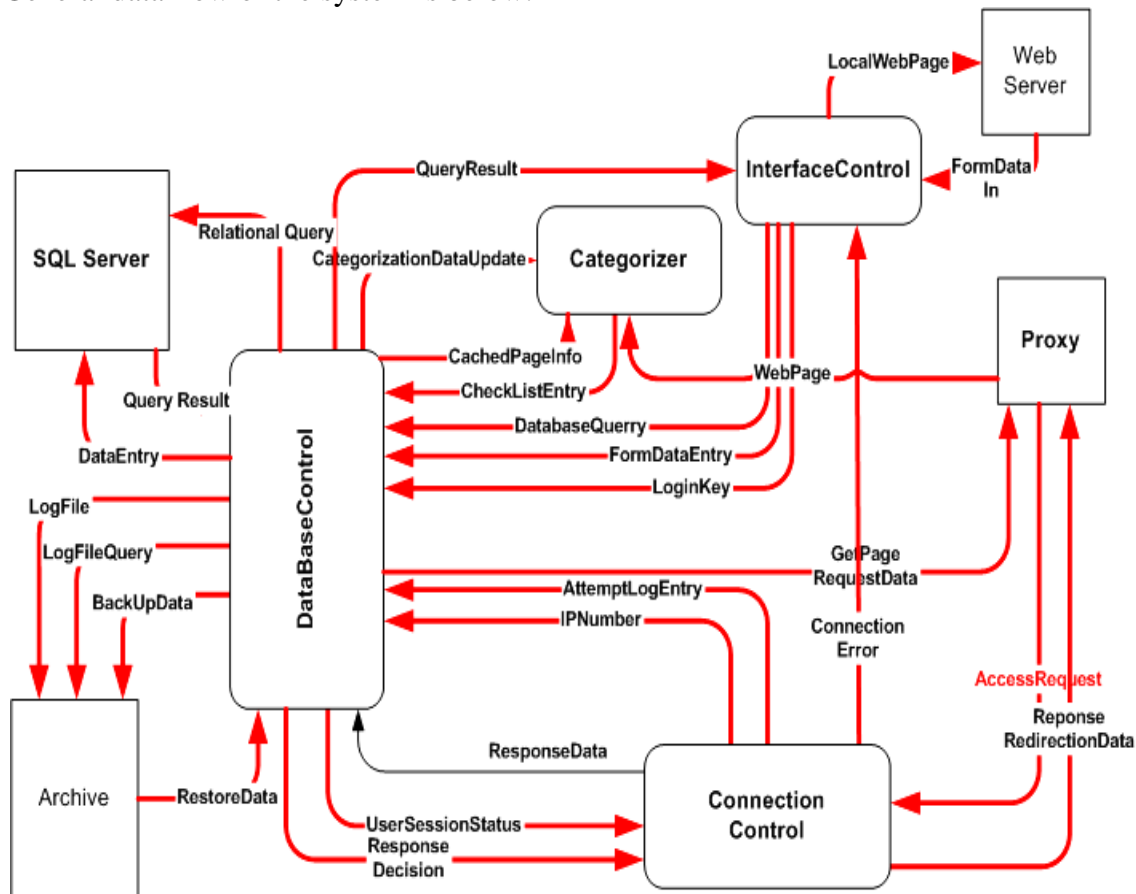 LocalWebPage
Web
Server
QueryResult
InterfaceControl
FormData
In
Relational Query
SQL Server
CategorizationDataUpdate
Categorizer
Proxy
CachedPageInfo
WebPage
CheckListEntry
Query Result
DatabaseQuerry
DataEntry
FormDataEntry
LoginKey
LogFile
DataBaseControl
LogFileQuery
GetPage
RequestData
AttemptLogEntry
BackUpData
IPNumber
Connection
Error
AccessRequest
Reponse
RedirectionData
ResponseData
Archive
RestoreData
Connection
Control
UserSessionStatus
Response
Decision